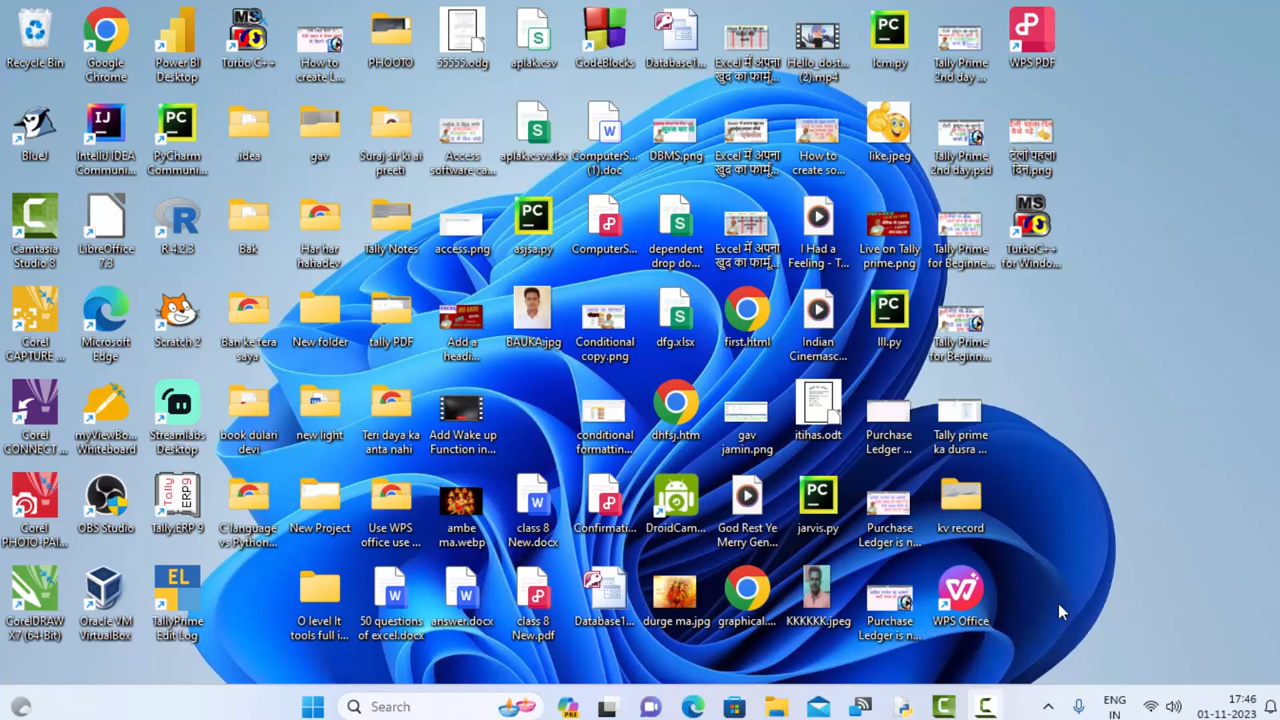 Recycle Bin
Google Chrome
Power BI Desktop
Turbo C++
How to create L...
PHOOTO
55555.odg
aplak.csv
CodeBlocks
Database1...
Excel में अपना खुद का फार्मू...
Hello_dost... (2).mp4
lcm.py
Tally Prime 2nd day ...
WPS PDF
BlueJ
IntelliJ IDEA Communi...
PyCharm Communi...
.idea
gav
Suraj sir ki ai preeti
Access software ca...
aplak.csv.xlsx
ComputerS... (1).doc
DBMS.png
Excel में अपना खुद का फार्मू...
How to create so...
like.jpeg
Tally Prime 2nd day.psd
टैली पहला दिन.png
Camtasia Studio 8
LibreOffice 7.3
R 4.2.3
Bak
Har har hahadev
Tally Notes
access.png
asjsa.py
ComputerS...
dependent drop do...
Excel में अपना खुद का फार्मू...
I Had a Feeling - T...
Live on Tally prime.png
Tally Prime for Beginne...
TurboC++ for Windo...
Corel CAPTURE ...
Microsoft Edge
Scratch 2
Ban ke tera saya
New folder
tally PDF
Add a headi...
BAUKA.jpg
Conditional copy.png
dfg.xlsx
first.html
Indian Cinemasc...
lll.py
Tally Prime for Beginn...
Corel CONNECT ...
myViewBo... Whiteboard
Streamlabs Desktop
book dulari devi
new light
Teri daya ka anta nahi
Add Wake up Function in...
conditional formattin...
dhfsj.htm
gav jamin.png
itihas.odt
Purchase Ledger ...
Tally prime ka dusra ...
Corel PHOTO-PAI...
OBS Studio
Tally.ERP 9
C language vs Python...
New Project
Use WPS office use ...
ambe ma.webp
class 8 New.docx
Confirmati...
DroidCam...
God Rest Ye Merry Gen...
jarvis.py
Purchase Ledger is n...
kv record
CorelDRAW X7 (64-Bit)
Oracle VM VirtualBox
TallyPrime Edit Log
O level It tools full i...
50 questions of excel.docx
answer.docx
class 8 New.pdf
Database1...
durge ma.jpg
graphical....
KKKKKK.jpeg
Purchase Ledger is n...
WPS Office
Search
ENG
IN
17:46
01-11-2023